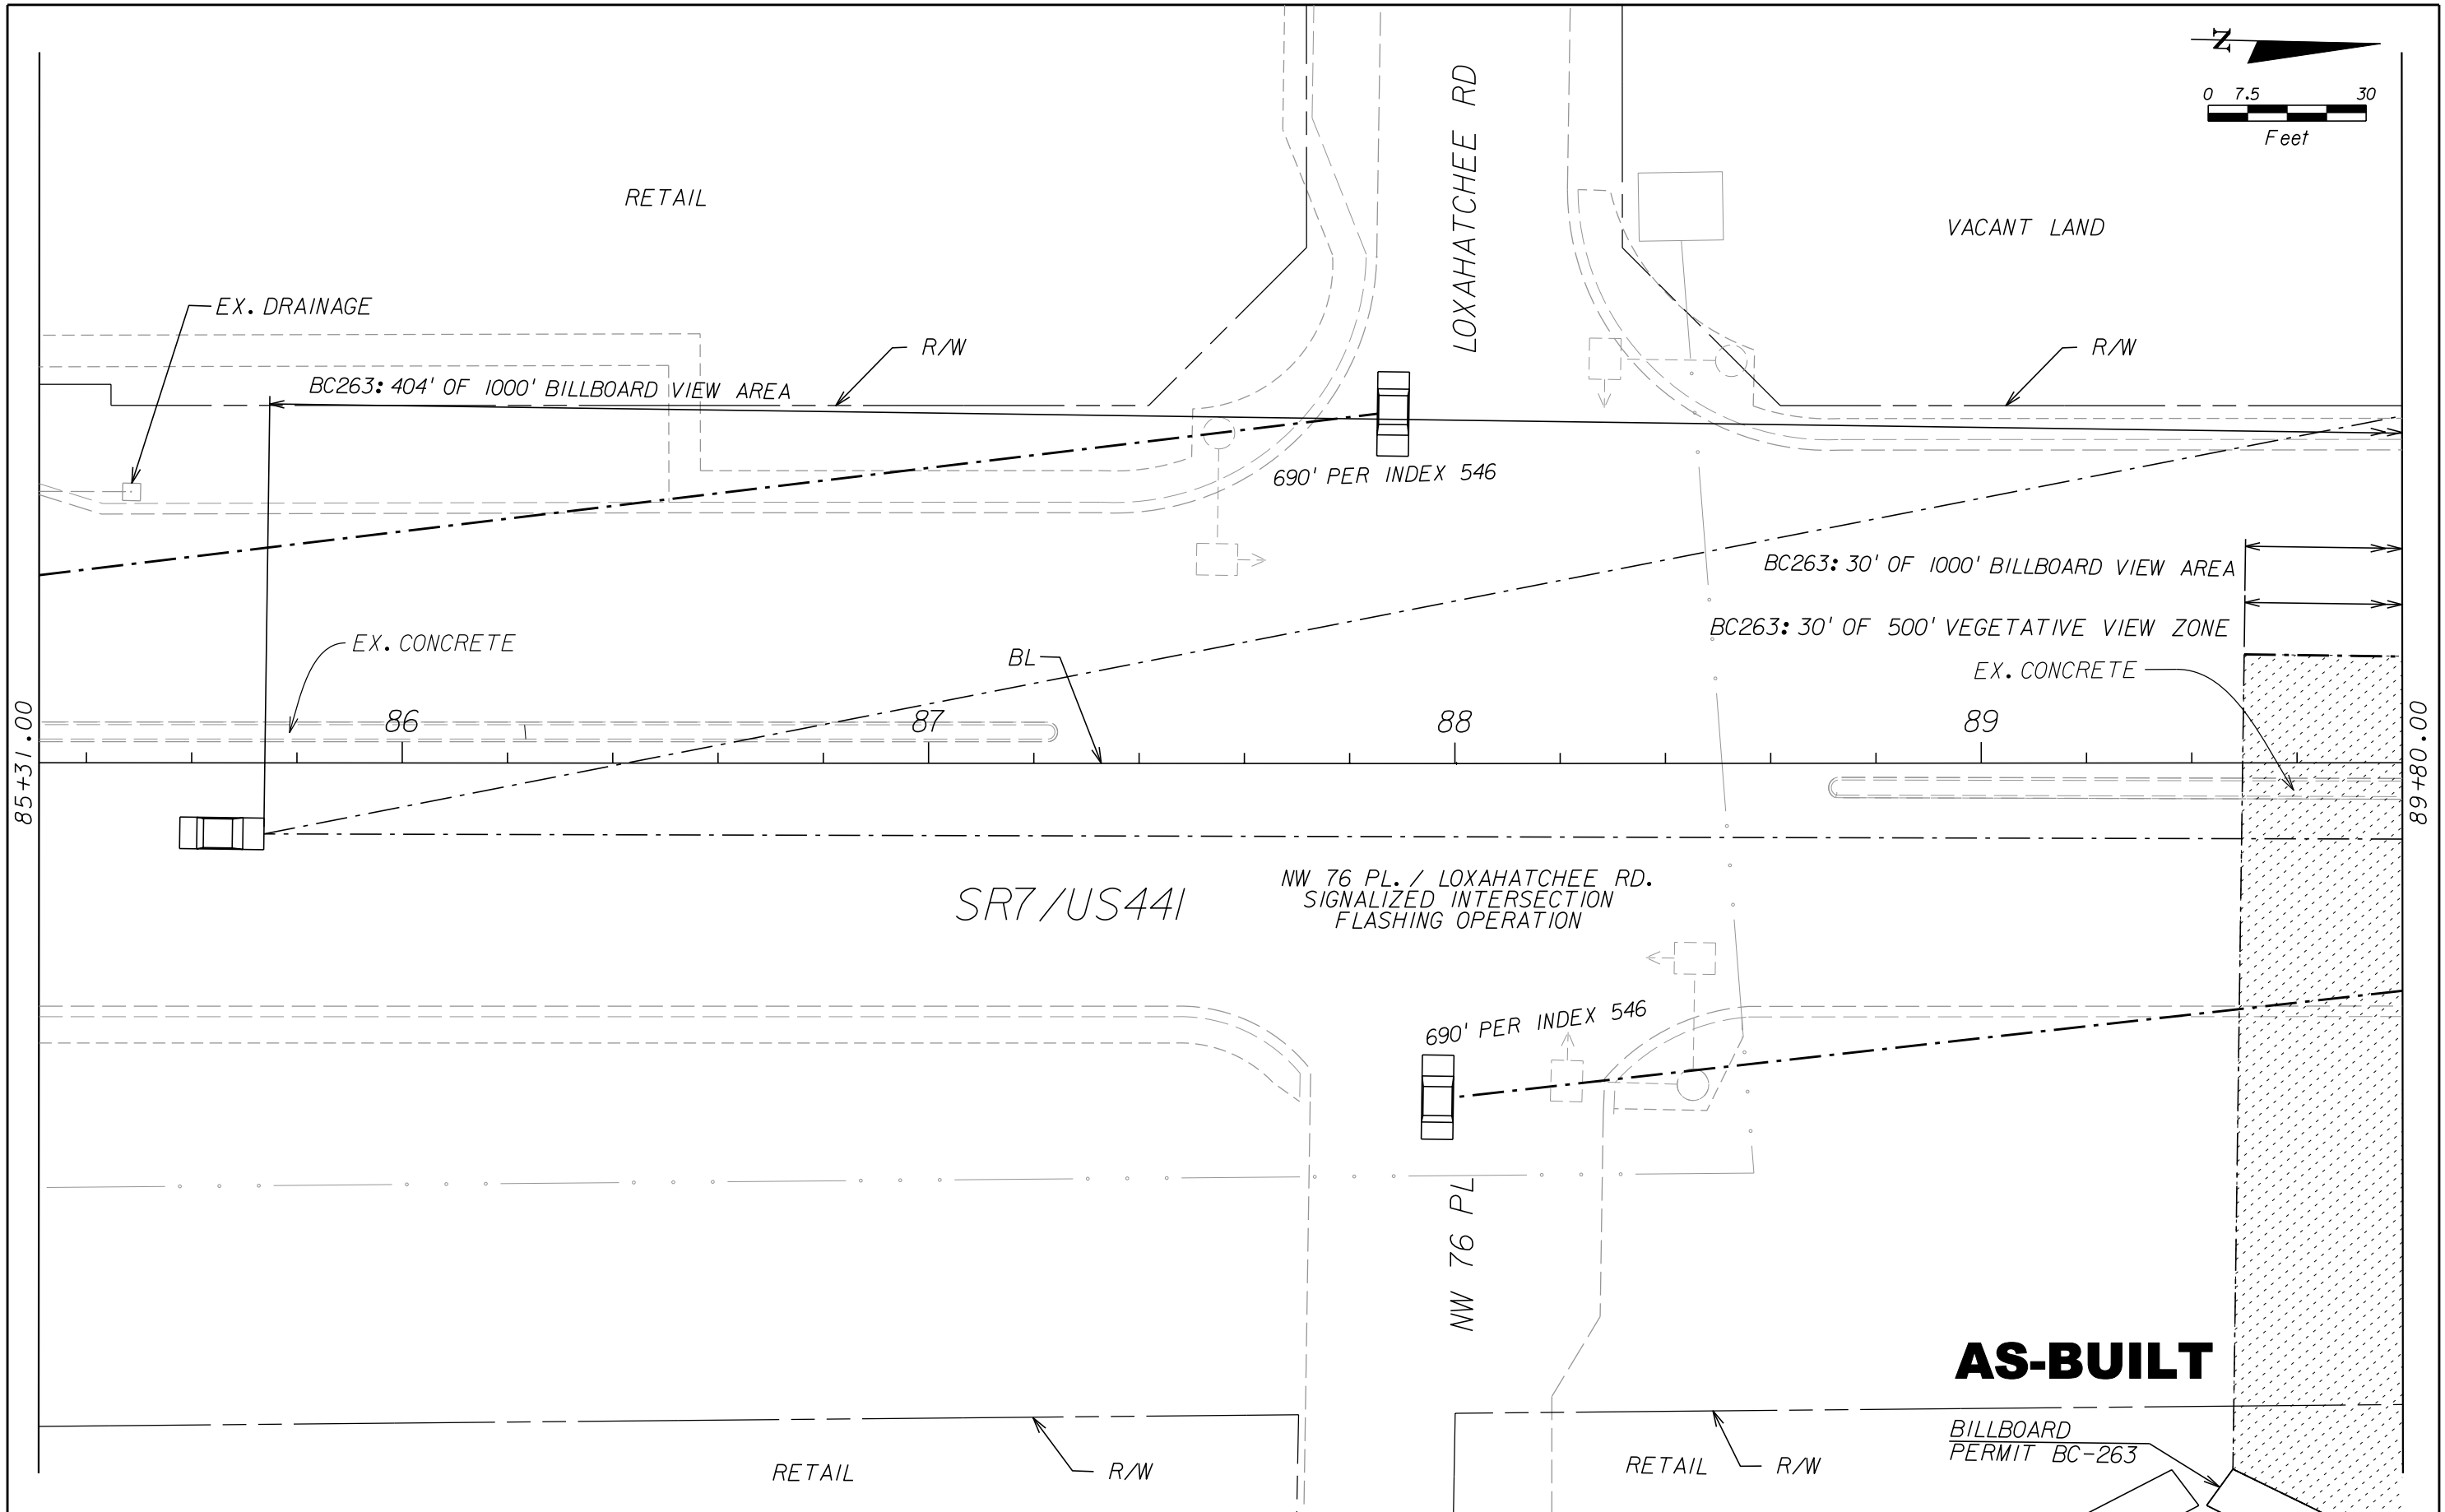 N
0 7.5 30
Feet
LOXAHATCHEE RD
RETAIL
VACANT LAND
EX. DRAINAGE
R/W
R/W
BC263: 404' OF 1000' BILLBOARD VIEW AREA
690' PER INDEX 546
BC263: 30' OF 1000' BILLBOARD VIEW AREA
BC263: 30' OF 500' VEGETATIVE VIEW ZONE
EX. CONCRETE
BL
EX. CONCRETE
85+31.00
86
87
88
89
89+80.00
SR7/US441
NW 76 PL. / LOXAHATCHEE RD.
SIGNALIZED INTERSECTION
FLASHING OPERATION
690' PER INDEX 546
NW 76 PL
AS-BUILT
BILLBOARD
PERMIT BC-263
RETAIL
R/W
RETAIL
R/W